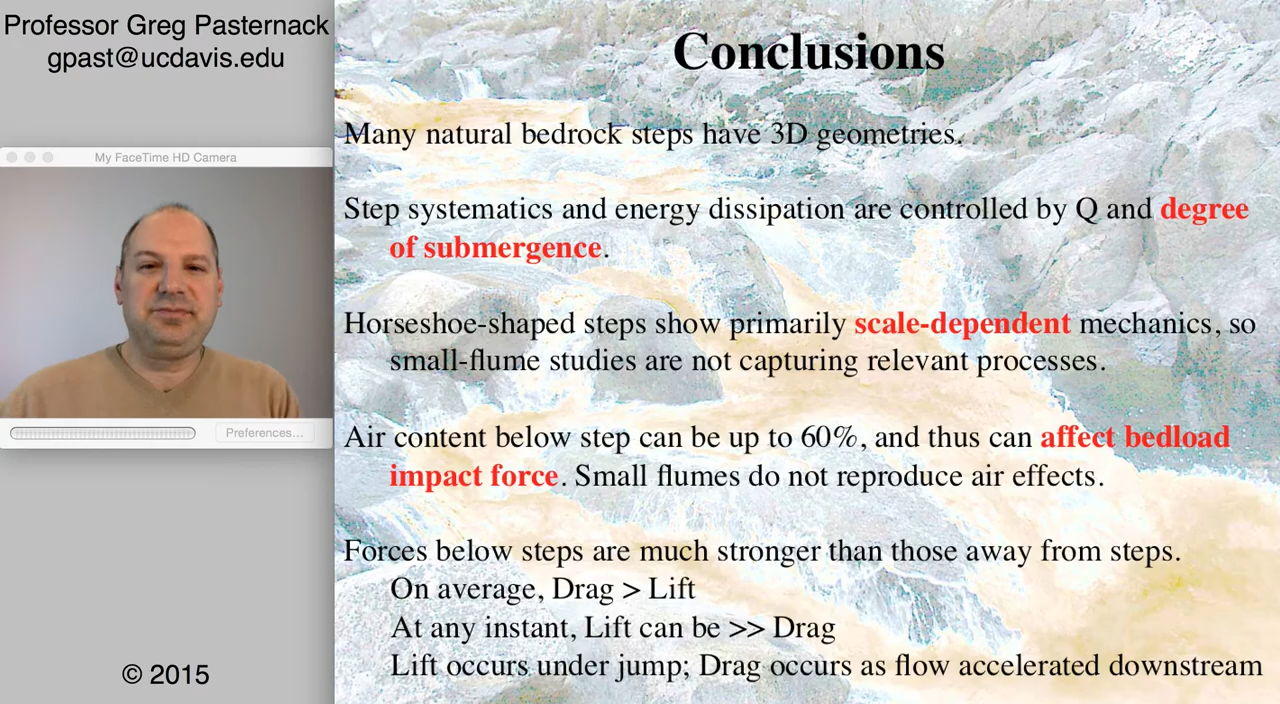 Professor Greg Pasternack
gpast@ucdavis.edu
My FaceTime HD Camera
Preferences...
© 2015
Conclusions
Many natural bedrock steps have 3D geometries.
Step systematics and energy dissipation are controlled by Q and degree
of submergence.
Horseshoe-shaped steps show primarily scale-dependent mechanics, so
small-flume studies are not capturing relevant processes.
Air content below step can be up to 60%, and thus can affect bedload
impact force. Small flumes do not reproduce air effects.
Forces below steps are much stronger than those away from steps.
On average, Drag > Lift
At any instant, Lift can be >> Drag
Lift occurs under jump; Drag occurs as flow accelerated downstream